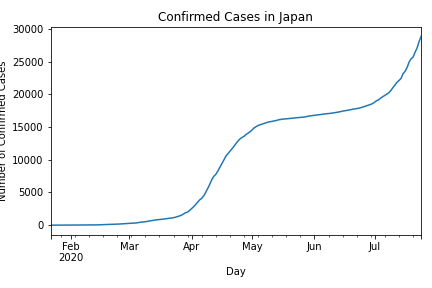 Confirmed Cases in Japan
Number of Confirmed Cases
30000
25000
20000
15000
10000
5000
0
Feb
2020
Mar
Apr
May
Jun
Jul
Day